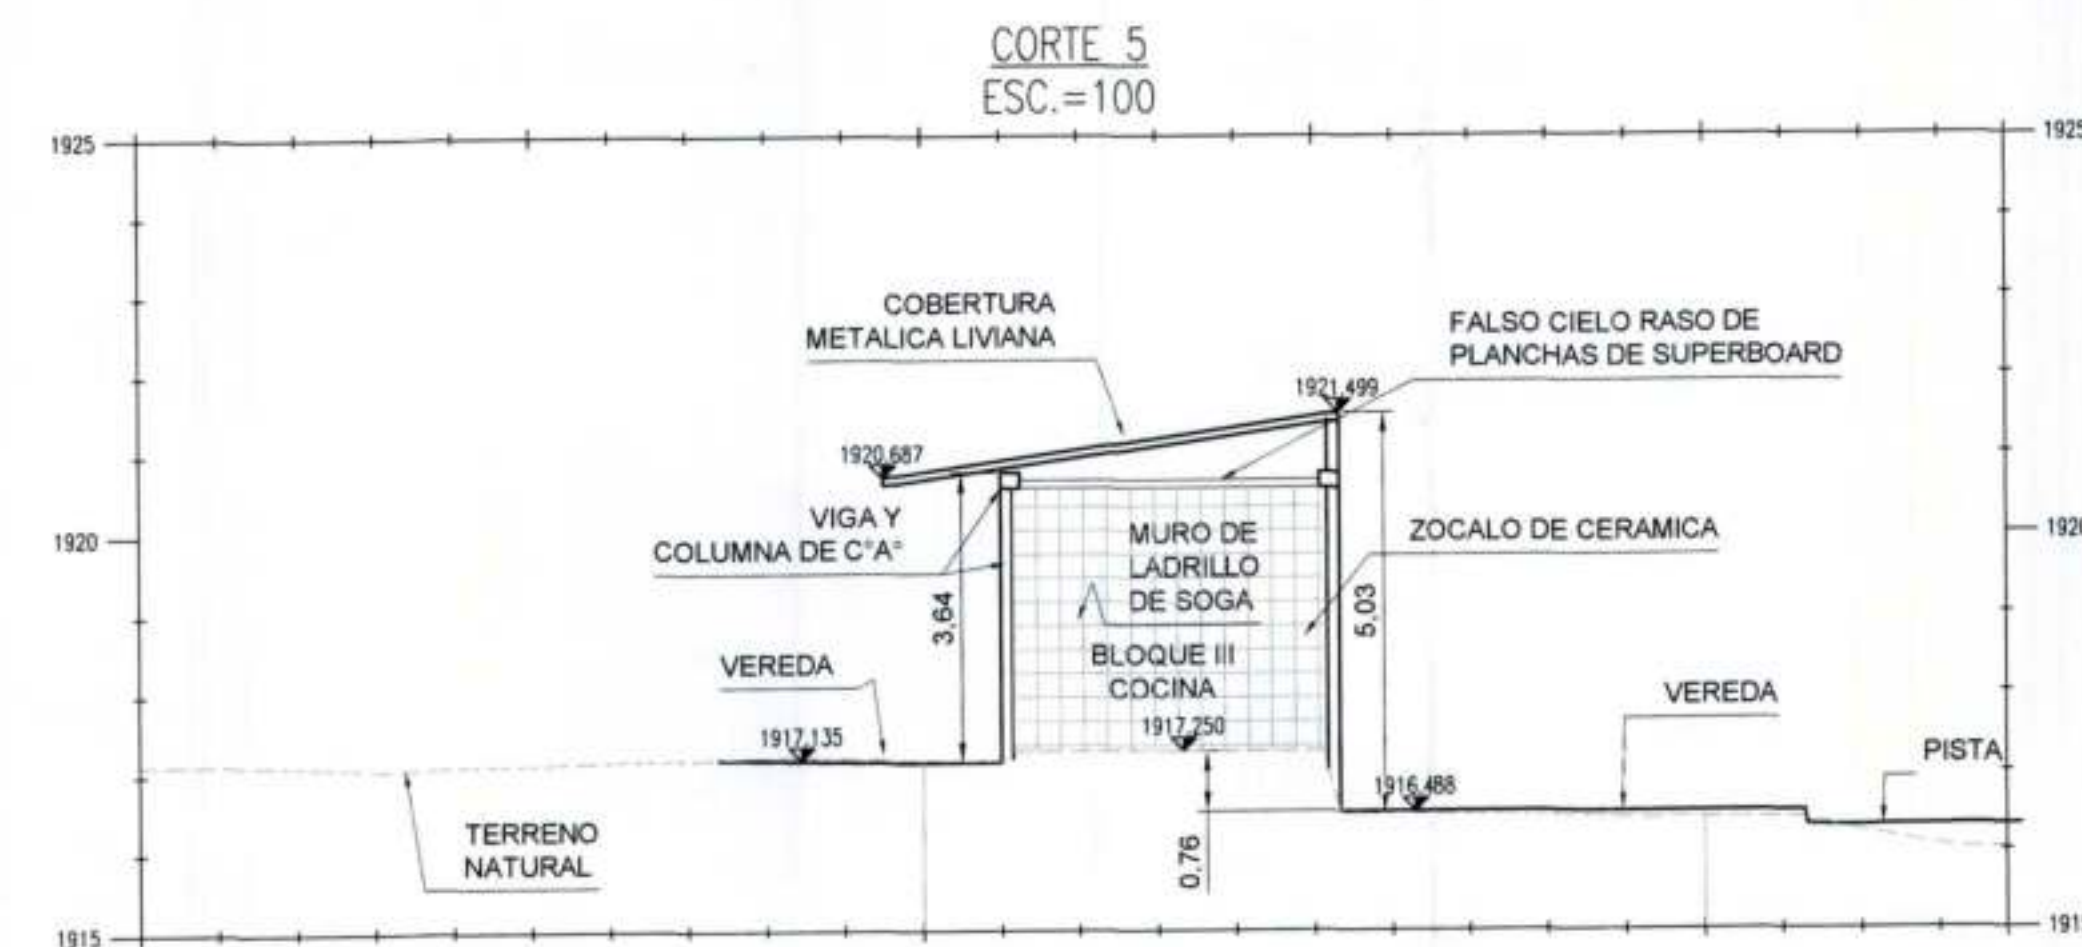 CORTE 5
ESC.=100
1925
1925
COBERTURA
METALICA LIVIANA
FALSO CIELO RASO DE
PLANCHAS DE SUPERBOARD
1921,499
1920,687
VIGA Y
COLUMNA DE C°A°
MURO DE
LADRILLO
DE SOGA
ZOCALO DE CERAMICA
1920
1920
3,64
5,03
BLOQUE III
COCINA
VEREDA
VEREDA
1917,135
1917,250
PISTA
1916,488
TERRENO
NATURAL
0,76
1915
1915